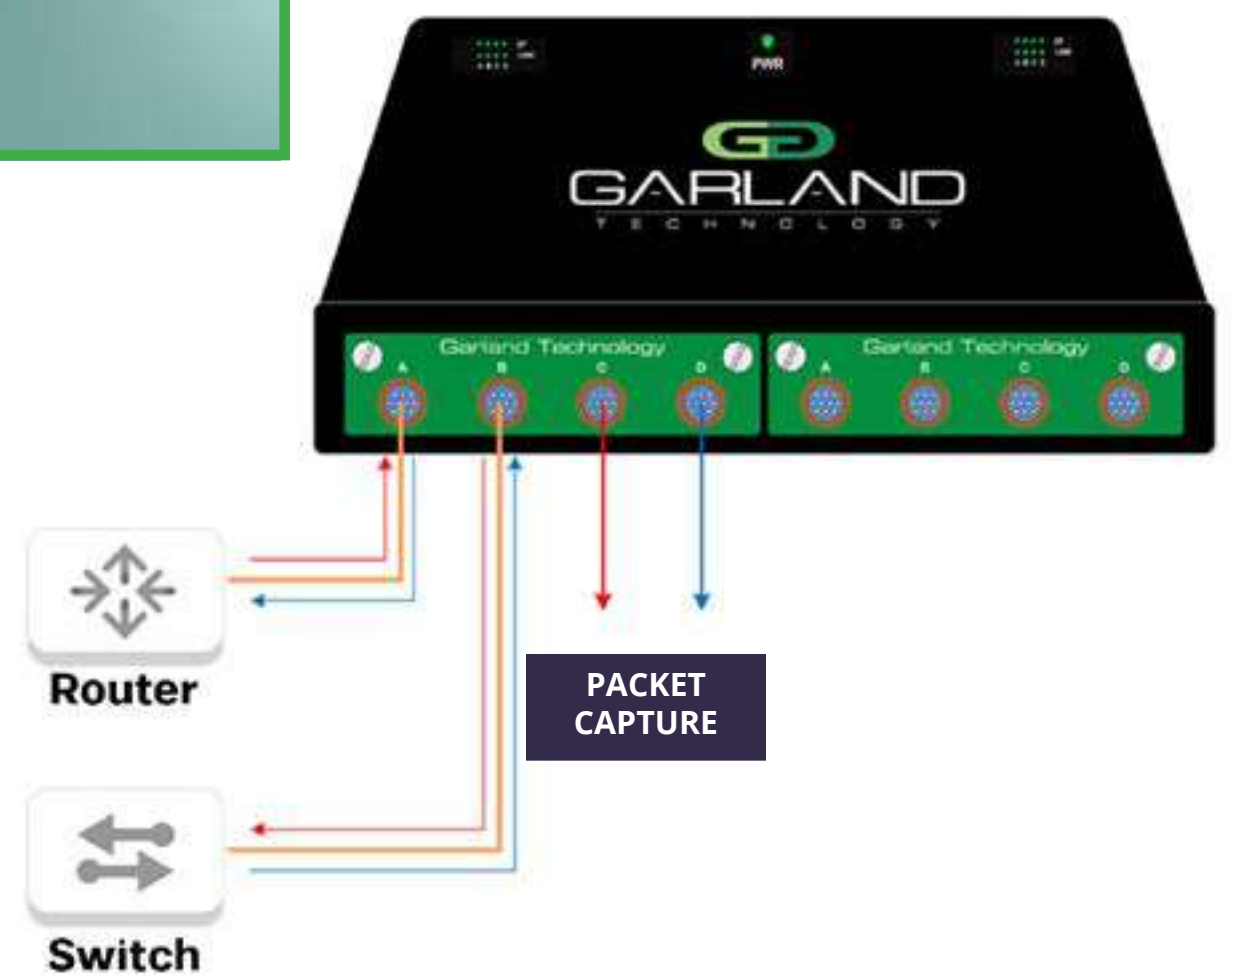 PWR
GARLAND
TECHNOLOGY
Garland Technology
A B C D
Garland Technology
A B C D
Router
PACKET
CAPTURE
Switch